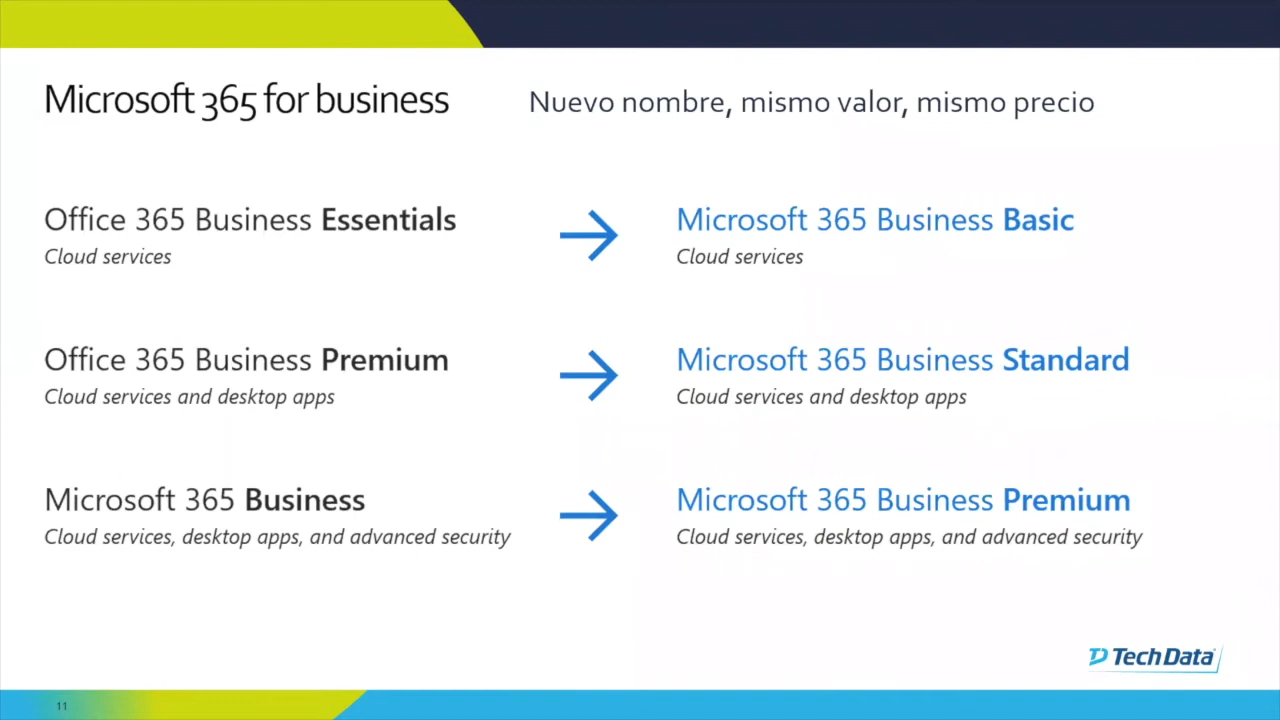 Microsoft 365 for business
Nuevo nombre, mismo valor, mismo precio
Office 365 Business Essentials
Cloud services
Microsoft 365 Business Basic
Cloud services
Office 365 Business Premium
Cloud services and desktop apps
Microsoft 365 Business Standard
Cloud services and desktop apps
Microsoft 365 Business
Cloud services, desktop apps, and advanced security
Microsoft 365 Business Premium
Cloud services, desktop apps, and advanced security
TD Tech Data
11